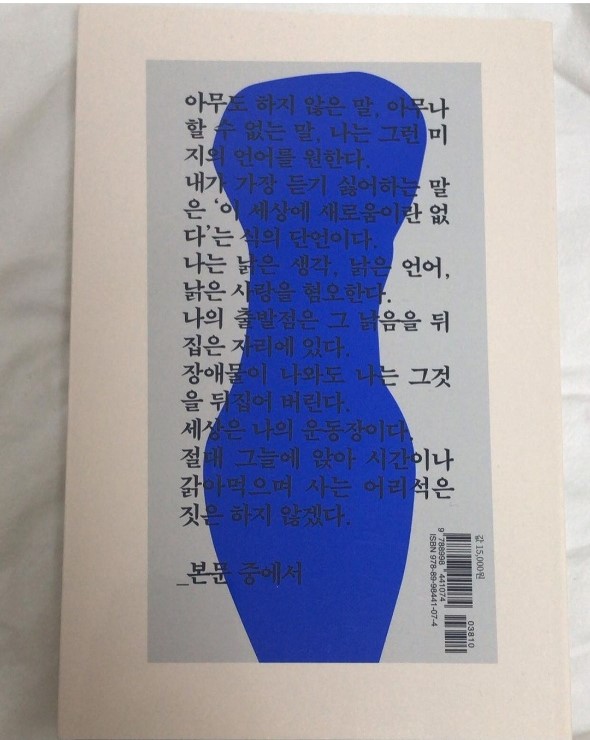 아무도 하지 않은 말, 아무나
할 수 없는 말, 나는 그런 미
지의 언어를 원한다.
내가 가장 듣기 싫어하는 말
은 ‘이 세상에 새로움이란 없
다’는 식의 단언이다.
나는 낡은 생각, 낡은 언어,
낡은 사랑을 혐오한다.
나의 출발점은 그 낡음을 뒤
집은 자리에 있다.
장애물이 나와도 나는 그것
을 뒤집어 버린다.
세상은 나의 운동장이다.
절대 그늘에 앉아 시간이나
갉아먹으며 사는 어리석은
짓은 하지 않겠다.
_본문 중에서
값 15,000원
03810
9 788998 441074
ISBN 978-89-98441-07-4